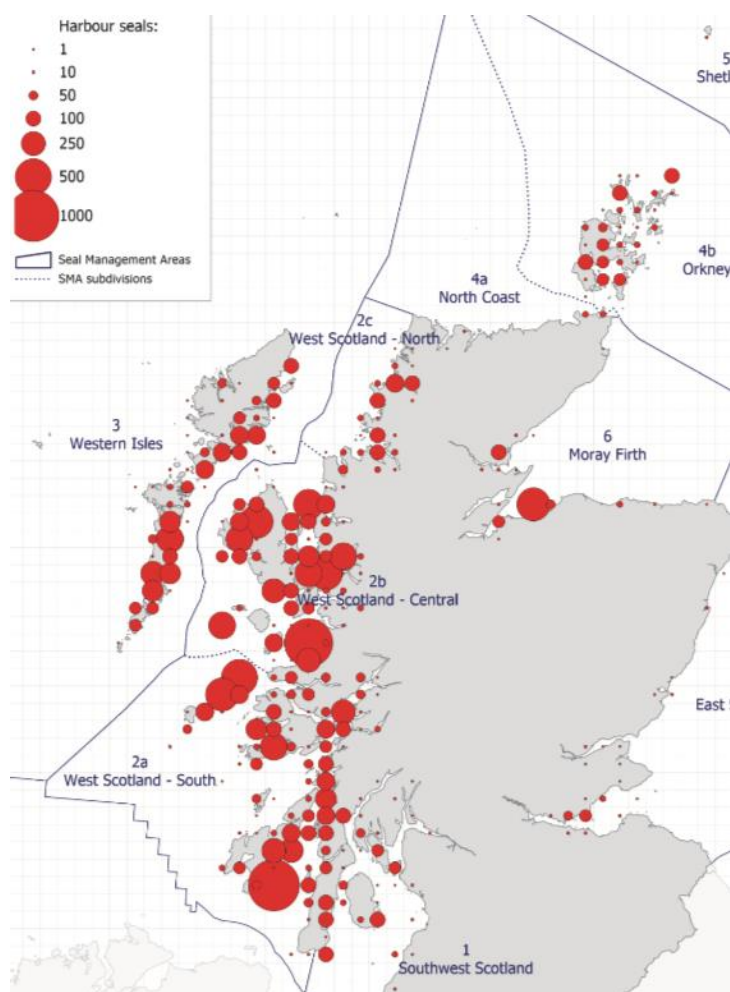 Harbour seals:
1
10
50
100
250
500
1000
Seal Management Areas
SMA subdivisions
5
Shetl
4b
Orkney
4a
North Coast
2c
West Scotland - North
3
Western Isles
6
Moray Firth
2b
West Scotland - Central
East
2a
West Scotland - South
1
Southwest Scotland